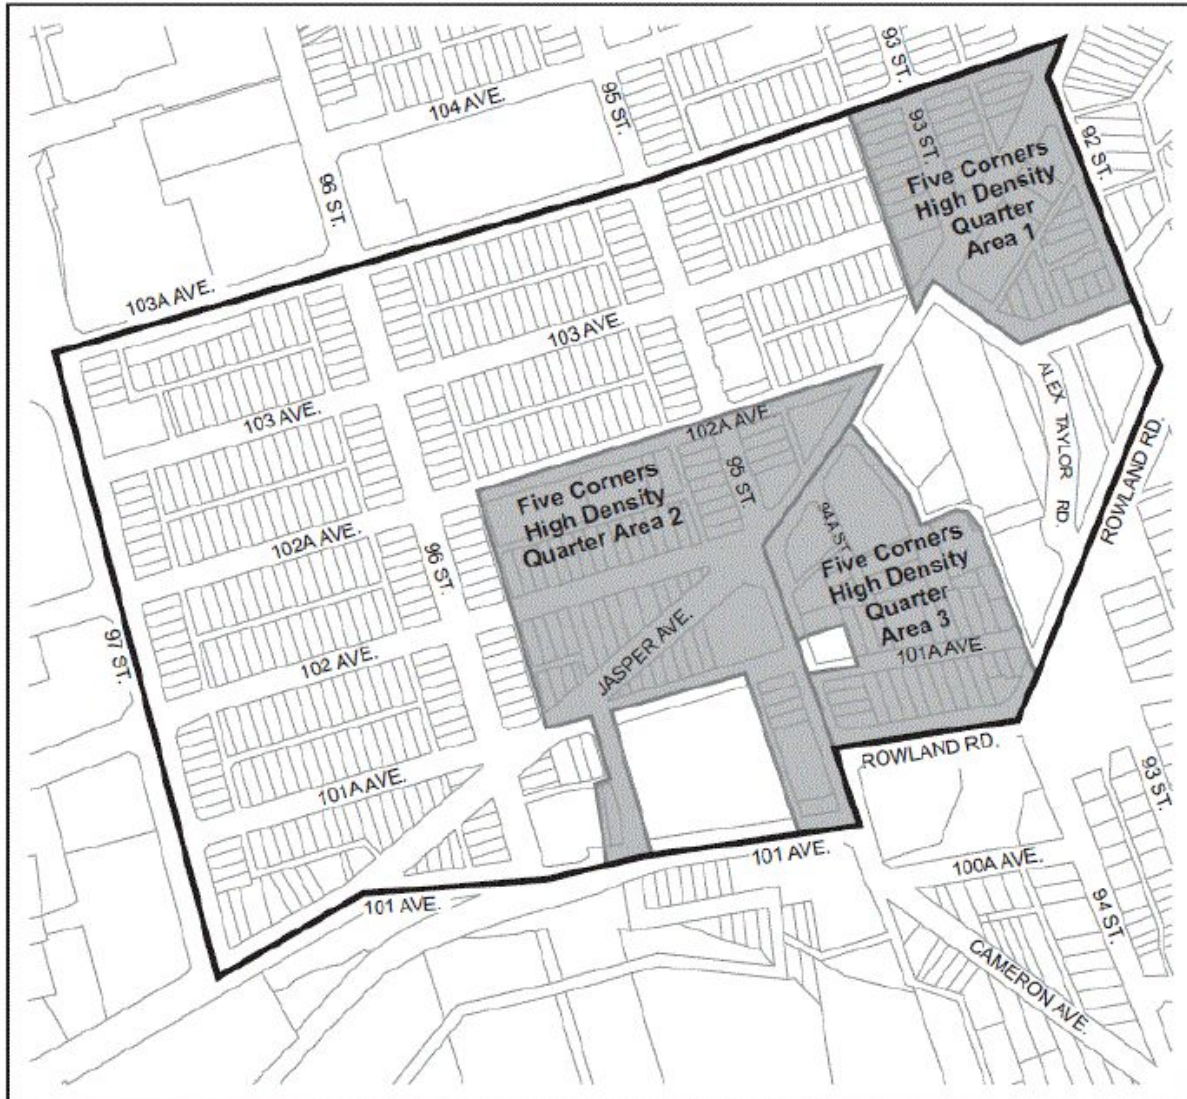 93 ST.
104 AVE.
95 ST.
93 ST.
92 ST.
Five Corners
High Density
Quarter
Area 1
96 ST.
103A AVE.
103 AVE.
ALEX TAYLOR RD.
103 AVE.
102A AVE
ROWLAND RD.
95 ST.
Five Corners
High Density
Quarter Area 2
94A ST.
102A AVE.
96 ST.
Five Corners
High Density
Quarter
Area 3
97 ST.
102 AVE.
JASPER AVE.
101A AVE.
ROWLAND RD.
101A AVE.
93 ST.
101 AVE.
100A AVE.
101 AVE.
94 ST.
CAMERON AVE.